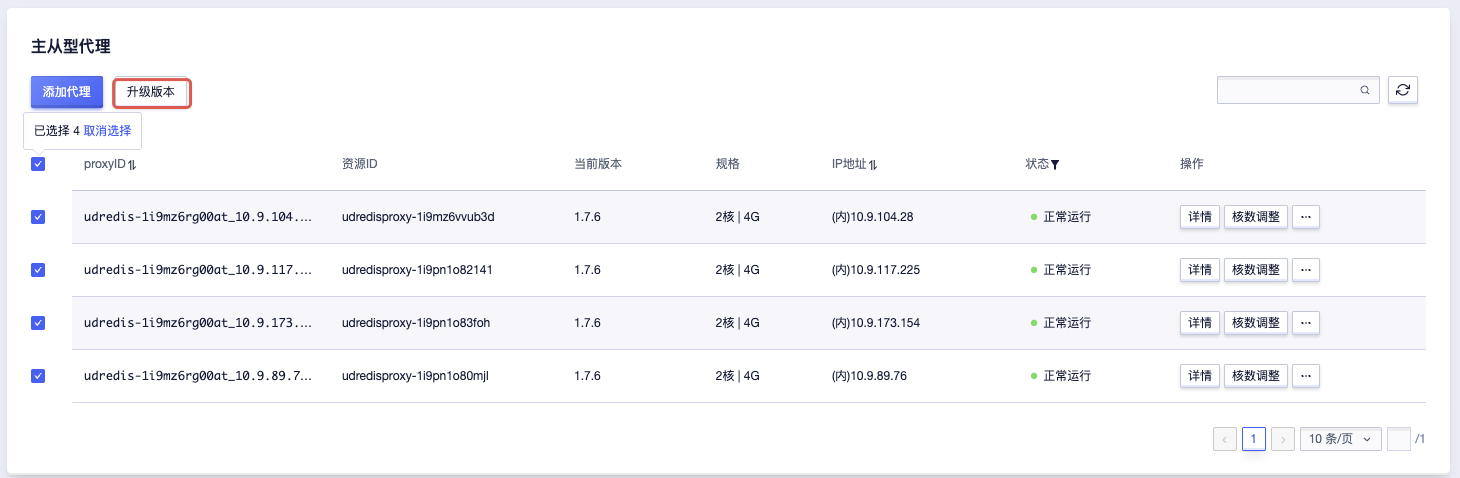 主从型代理
添加代理 升级版本
已选择 4 取消选择
proxyID 资源ID 当前版本 规格 IP地址 状态 操作
udredis-1i9mz6rg00at_10.9.104.... udredisproxy-1i9mz6vvub3d 1.7.6 2核 | 4G (内)10.9.104.28 正常运行 详情 核数调整 ...
udredis-1i9mz6rg00at_10.9.117.... udredisproxy-1i9pn1o82141 1.7.6 2核 | 4G (内)10.9.117.225 正常运行 详情 核数调整 ...
udredis-1i9mz6rg00at_10.9.173.... udredisproxy-1i9pn1o83foh 1.7.6 2核 | 4G (内)10.9.173.154 正常运行 详情 核数调整 ...
udredis-1i9mz6rg00at_10.9.89.7... udredisproxy-1i9pn1o80mjl 1.7.6 2核 | 4G (内)10.9.89.76 正常运行 详情 核数调整 ...
< 1 > 10 条/页 /1